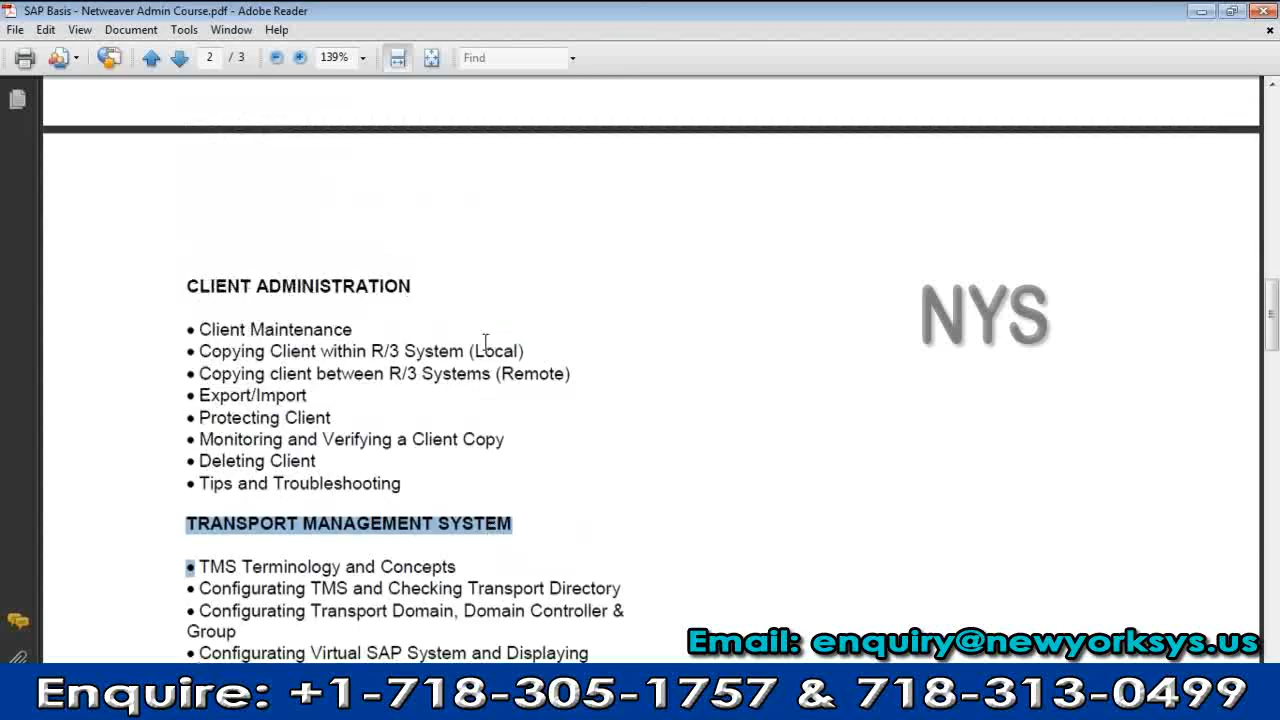 SAP Basis - Netweaver Admin Course.pdf - Adobe Reader
File Edit View Document Tools Window Help
2 / 3 139% Find
CLIENT ADMINISTRATION
NYS
• Client Maintenance
• Copying Client within R/3 System (Local)
• Copying client between R/3 Systems (Remote)
• Export/Import
• Protecting Client
• Monitoring and Verifying a Client Copy
• Deleting Client
• Tips and Troubleshooting
TRANSPORT MANAGEMENT SYSTEM
• TMS Terminology and Concepts
• Configurating TMS and Checking Transport Directory
• Configurating Transport Domain, Domain Controller &
Group
• Configurating Virtual SAP System and Displaying
Email: enquiry@newyorksys.us
Enquire: +1-718-305-1757 & 718-313-0499